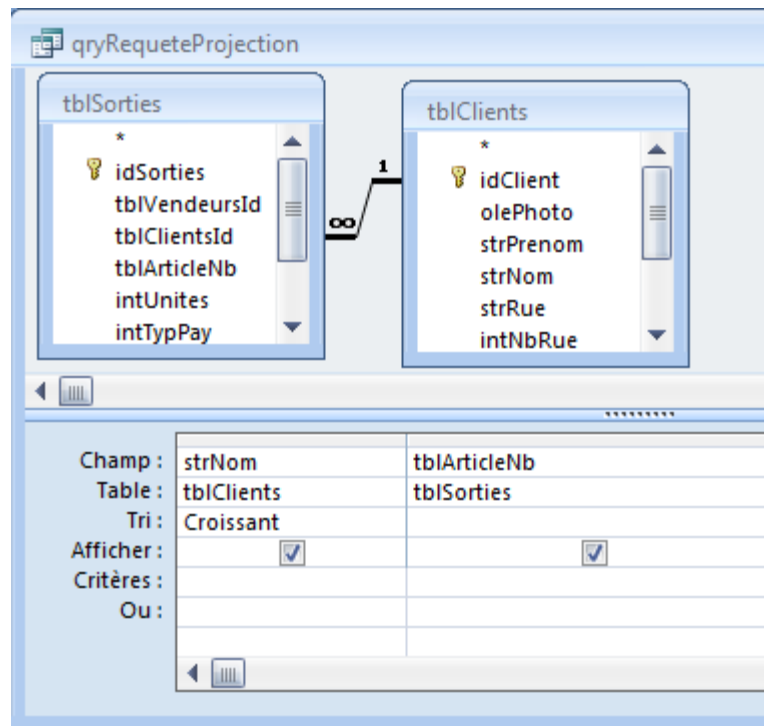 qryRequeteProjection
tblSorties
*
idSorties
tblVendeursId
tblClientsId
tblArticleNb
intUnites
intTypPay
∞
1
tblClients
*
idClient
olePhoto
strPrenom
strNom
strRue
intNbRue
Champ : strNom tblArticleNb
Table : tblClients tblSorties
Tri : Croissant
Afficher :
Critères :
Ou :